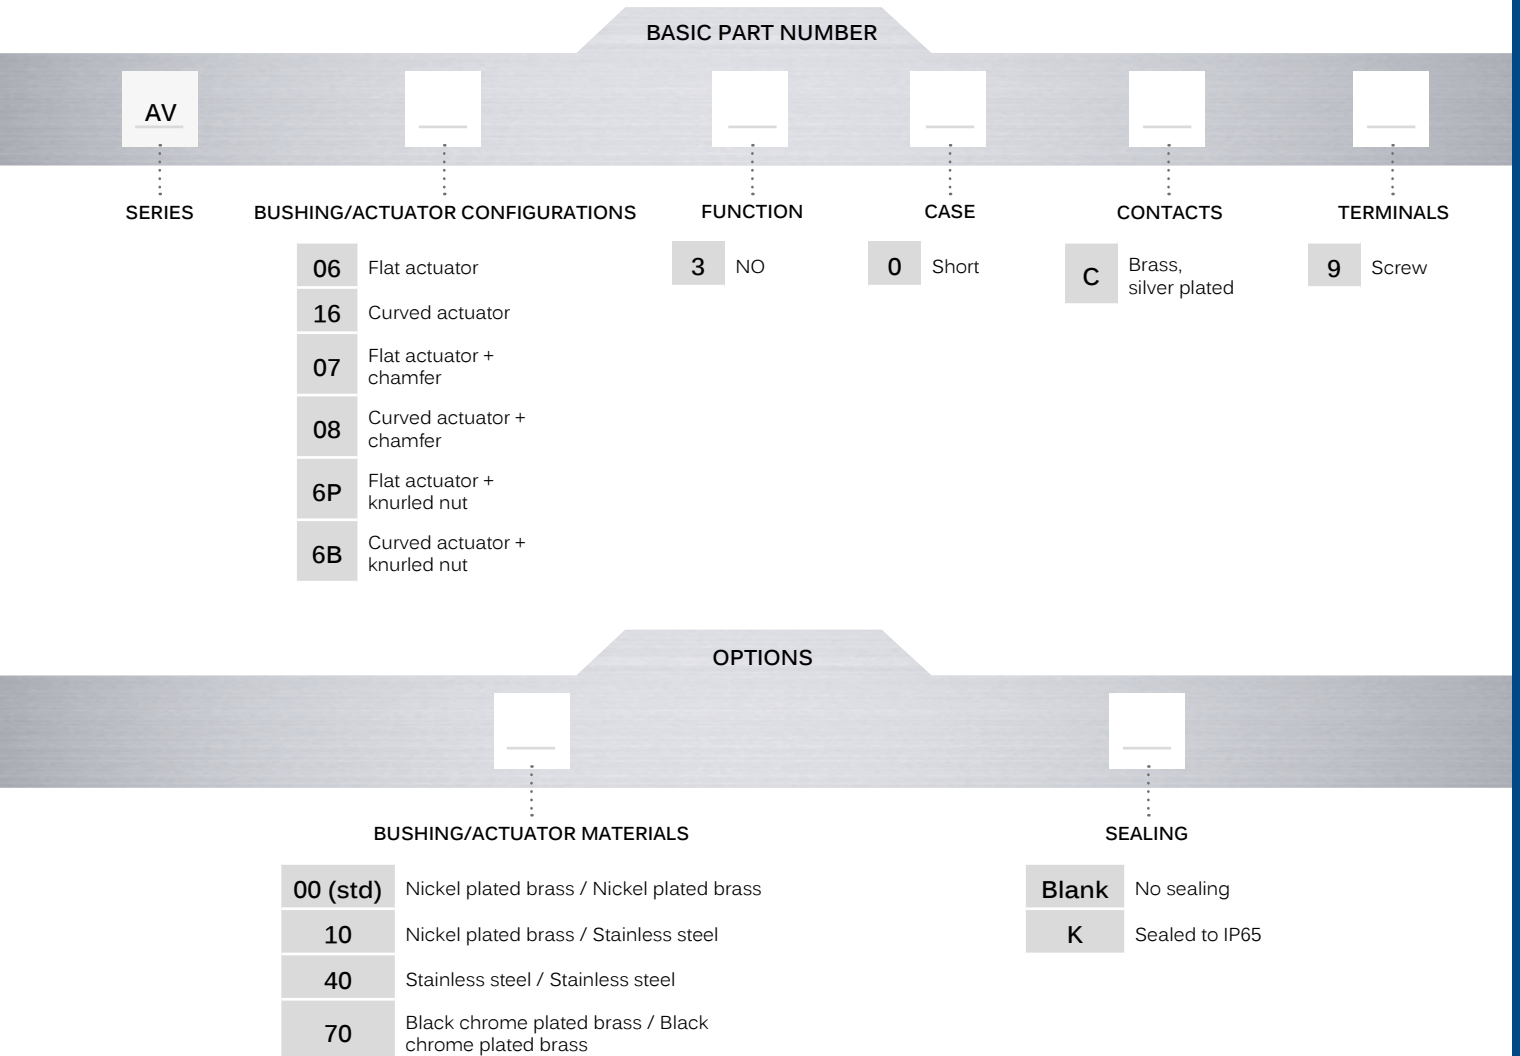 BASIC PART NUMBER
AV
SERIES
BUSHING/ACTUATOR CONFIGURATIONS
06 Flat actuator
16 Curved actuator
07 Flat actuator +
chamfer
08 Curved actuator +
chamfer
6P Flat actuator +
knurled nut
6B Curved actuator +
knurled nut
FUNCTION
3 NO
CASE
0 Short
CONTACTS
C Brass,
silver plated
TERMINALS
9 Screw
OPTIONS
BUSHING/ACTUATOR MATERIALS
00 (std) Nickel plated brass / Nickel plated brass
10 Nickel plated brass / Stainless steel
40 Stainless steel / Stainless steel
70 Black chrome plated brass / Black
chrome plated brass
SEALING
Blank No sealing
K Sealed to IP65